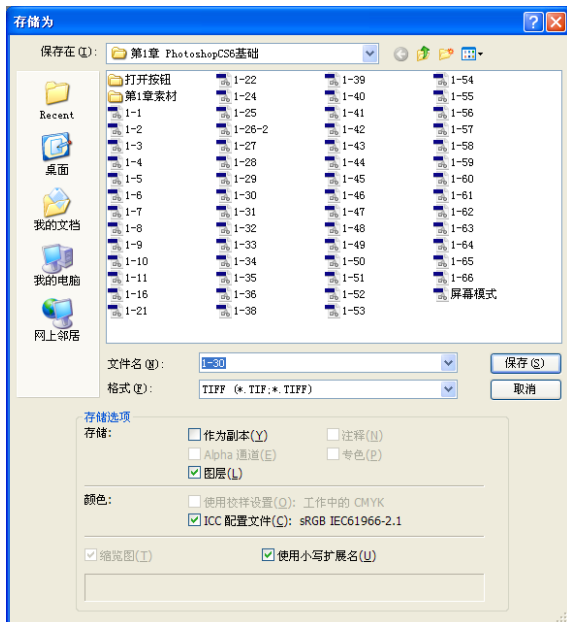 存储为
保存在(I): 第1章 PhotoshopCS6基础
Recent
桌面
我的文档
我的电脑
网上邻居
打开按钮 1-22 1-39 1-54
第1章素材 1-24 1-40 1-55
1-1 1-25 1-41 1-56
1-2 1-26-2 1-42 1-57
1-3 1-27 1-43 1-58
1-4 1-28 1-44 1-59
1-5 1-29 1-45 1-60
1-6 1-30 1-46 1-61
1-7 1-31 1-47 1-62
1-8 1-32 1-48 1-63
1-9 1-33 1-49 1-64
1-10 1-34 1-50 1-65
1-11 1-35 1-51 1-66
1-16 1-36 1-52 屏幕模式
1-21 1-38 1-53
文件名(N): 1-30 保存(S)
格式(F): TIFF (*.TIF;*.TIFF) 取消
存储选项
存储: 作为副本(Y) 注释(N)
Alpha 通道(E) 专色(P)
图层(L)
颜色: 使用校样设置(O): 工作中的 CMYK
ICC 配置文件(C): sRGB IEC61966-2.1
缩览图(T) 使用小写扩展名(U)